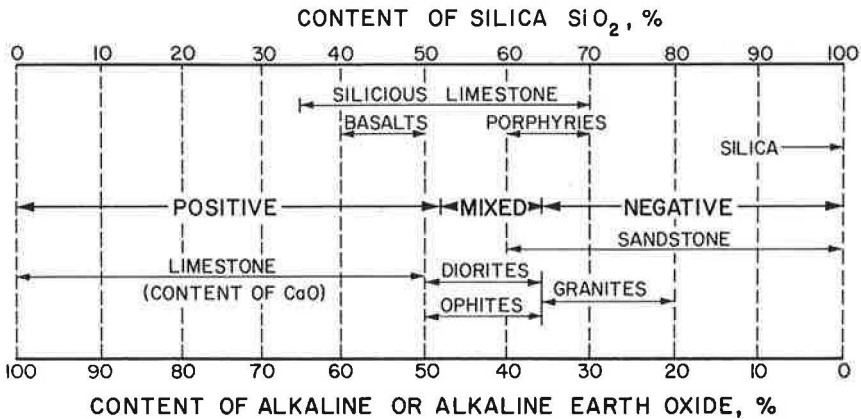 CONTENT OF SILICA SiO2, %
0 10 20 30 40 50 60 70 80 90 100
SILICIOUS LIMESTONE
BASALTS PORPHYRIES
SILICA
POSITIVE MIXED NEGATIVE
SANDSTONE
LIMESTONE DIORITES
(CONTENT OF CaO) GRANITES
OPHITES
100 90 80 70 60 50 40 30 20 10 0
CONTENT OF ALKALINE OR ALKALINE EARTH OXIDE, %